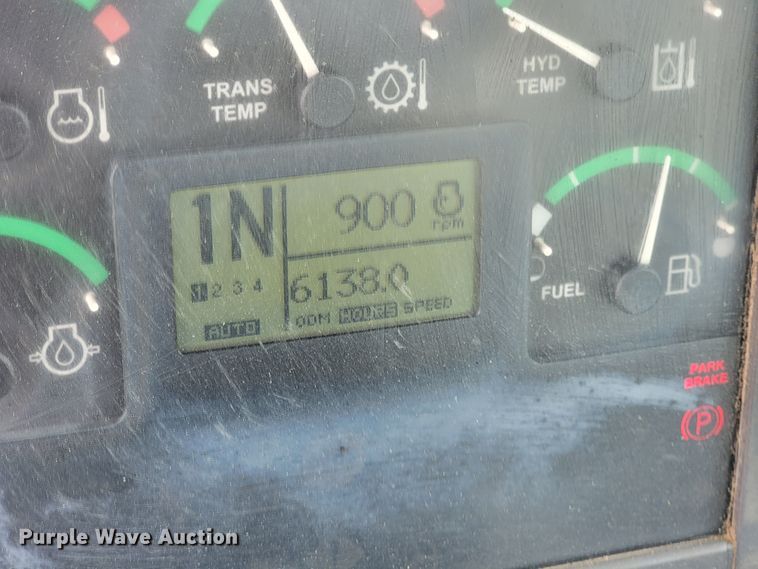 TRANS
TEMP
HYD
TEMP
1N
900
rpm
1 2 3 4
6138.0
AUTO
ODM HOURS SPEED
FUEL
PARK
BRAKE
P
Purple Wave Auction